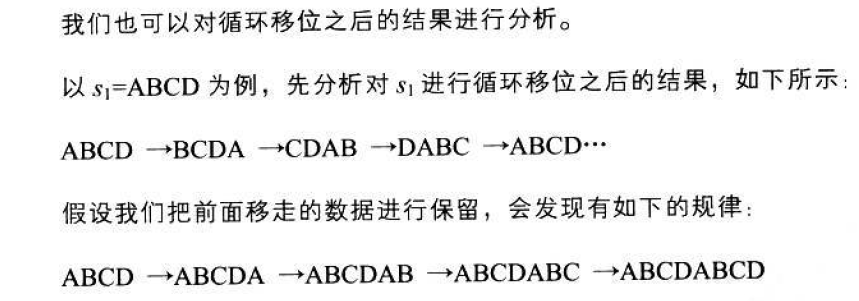 我们也可以对循环移位之后的结果进行分析。
以 s₁=ABCD 为例，先分析对 s₁ 进行循环移位之后的结果，如下所示：
ABCD →BCDA →CDAB →DABC →ABCD⋯
假设我们把前面移走的数据进行保留，会发现有如下的规律：
ABCD →ABCDA →ABCDAB →ABCDABC →ABCDABCD